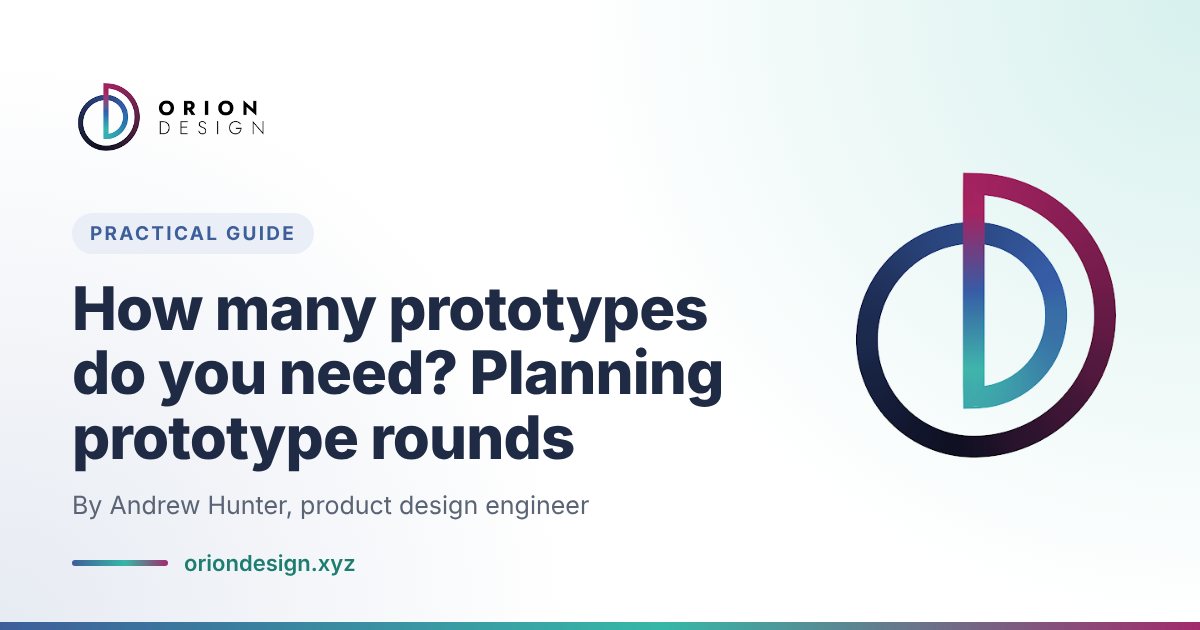 ORION
DESIGN
PRACTICAL GUIDE
How many prototypes
do you need? Planning
prototype rounds
By Andrew Hunter, product design engineer
oriondesign.xyz